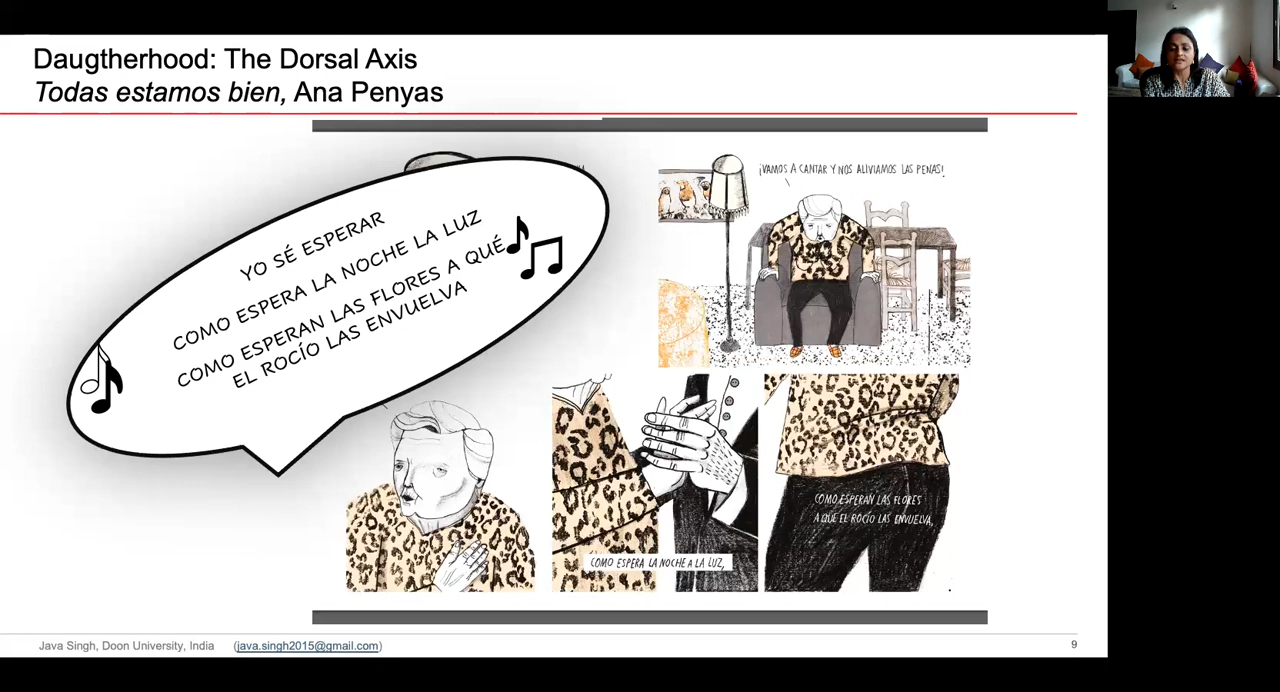 Daugtherhood: The Dorsal Axis
Todas estamos bien, Ana Penyas
YO SÉ ESPERAR
COMO ESPERA LA NOCHE LA LUZ
COMO ESPERAN LAS FLORES A QUÉ
EL ROCÍO LAS ENVUELVA
¡VAMOS A CANTAR Y NOS ALIVIAMOS LAS PENAS!
COMO ESPERA LA NOCHE A LA LUZ,
COMO ESPERAN LAS FLORES
A QUE EL ROCÍO LAS ENVUELVA,
Java Singh, Doon University, India (java.singh2015@gmail.com)
9